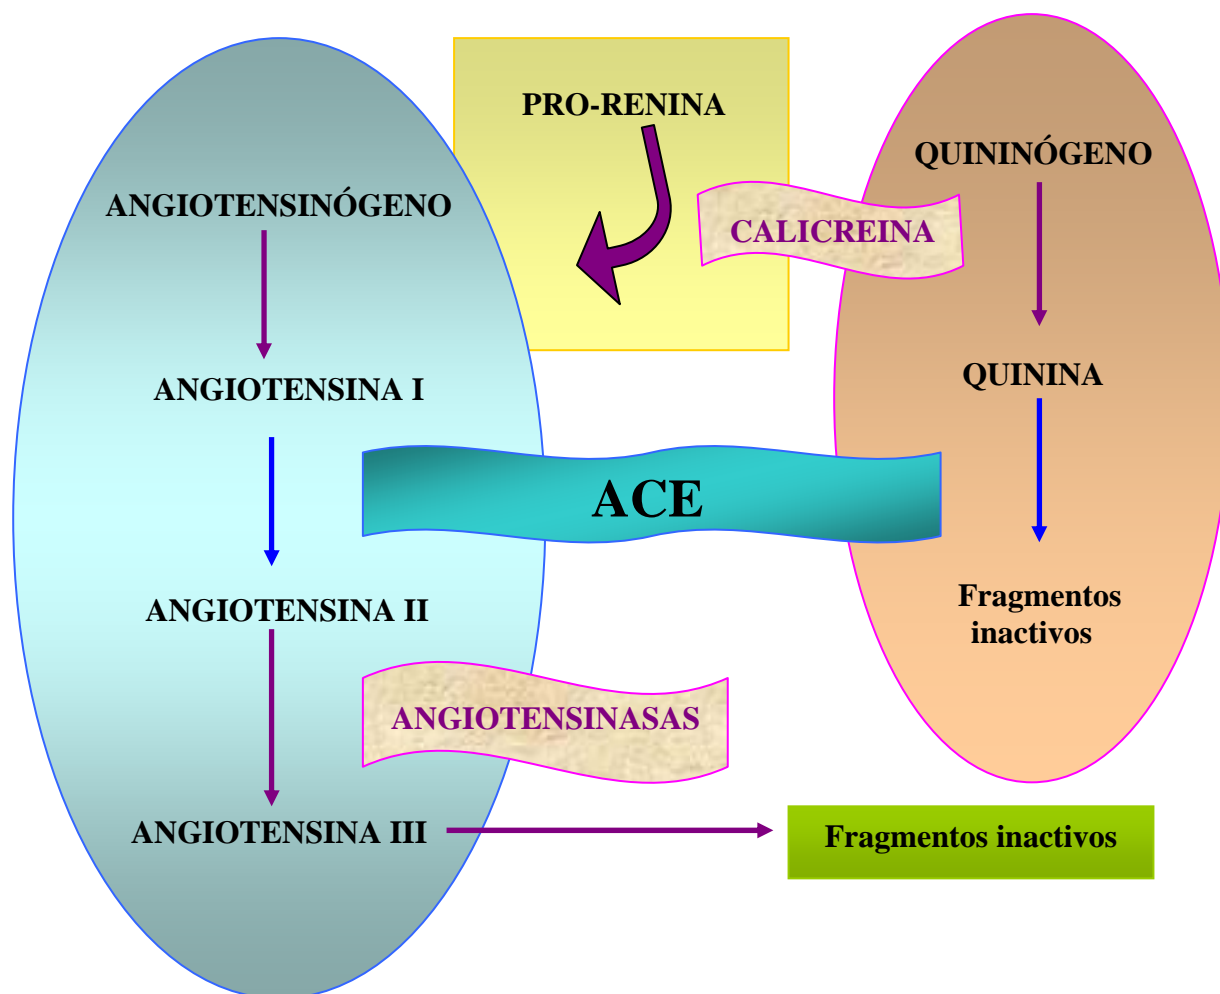 PRO-RENINA
QUININÓGENO
ANGIOTENSINÓGENO
CALICREINA
ANGIOTENSINA I
QUININA
ACE
ANGIOTENSINA II
Fragmentos
inactivos
ANGIOTENSINASAS
ANGIOTENSINA III
Fragmentos inactivos